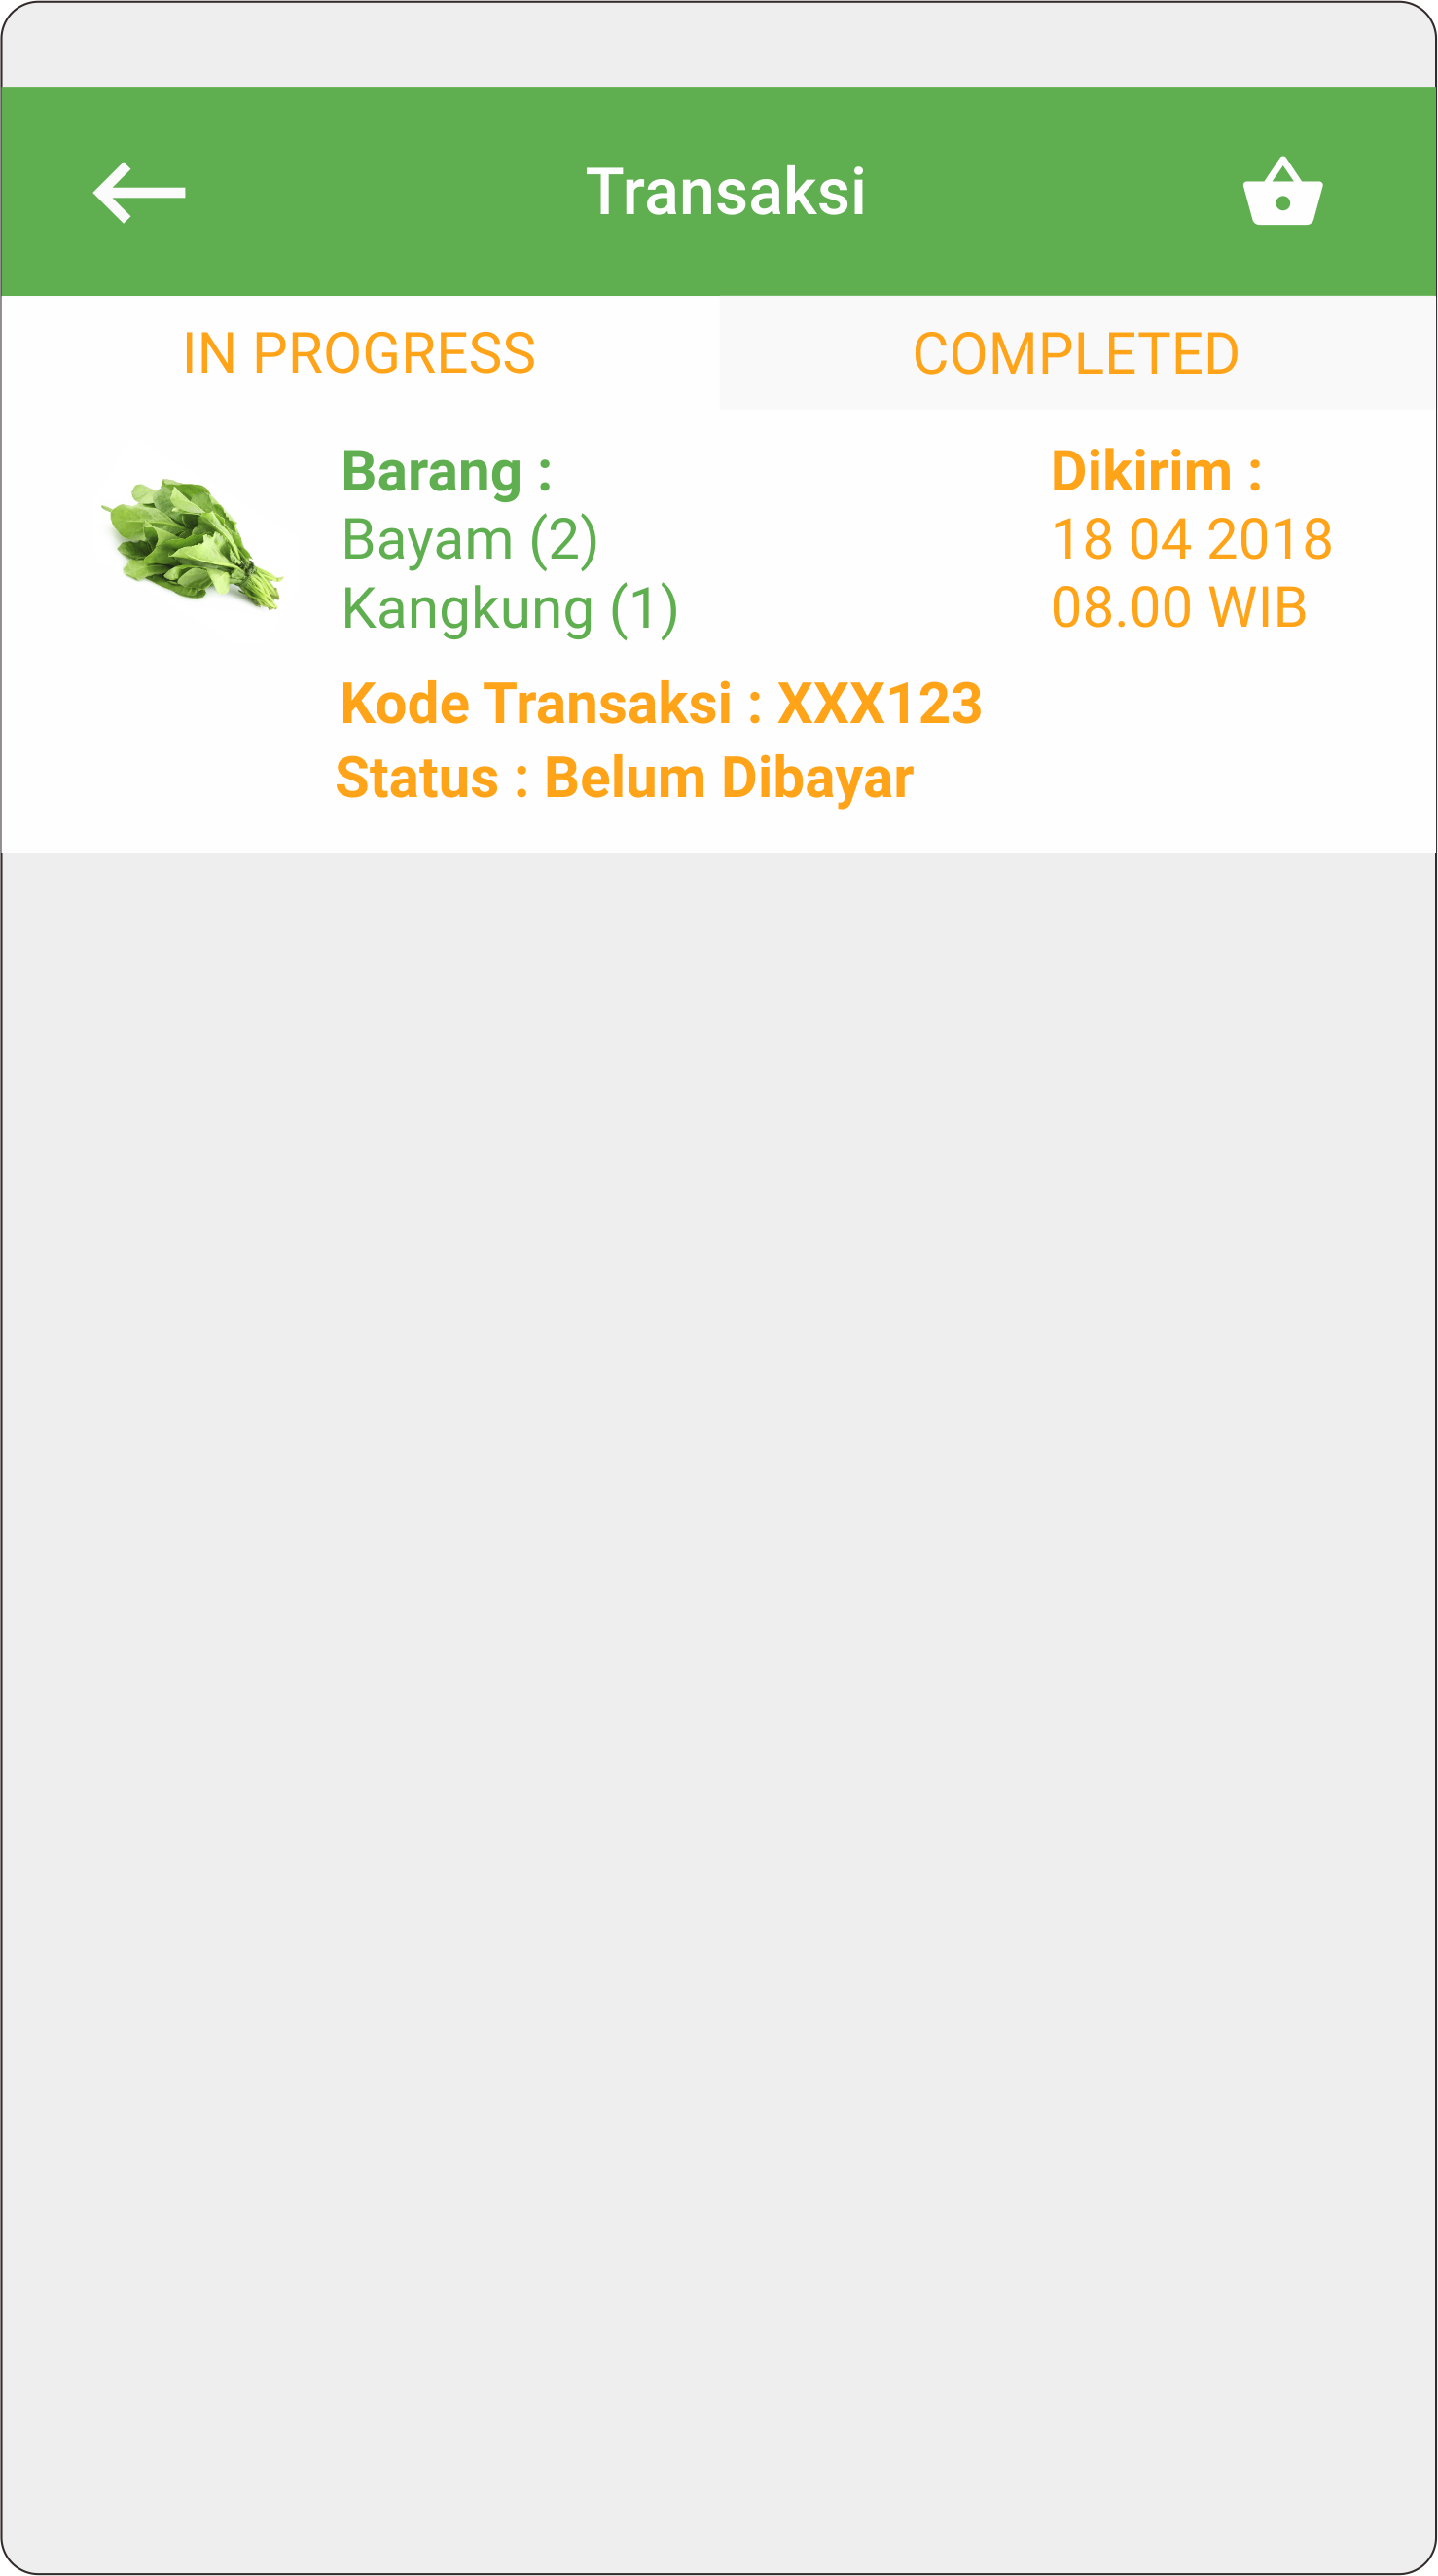 Transaksi
IN PROGRESS
COMPLETED
Barang :
Bayam (2)
Kangkung (1)
Dikirim :
18 04 2018
08.00 WIB
Kode Transaksi : XXX123
Status : Belum Dibayar